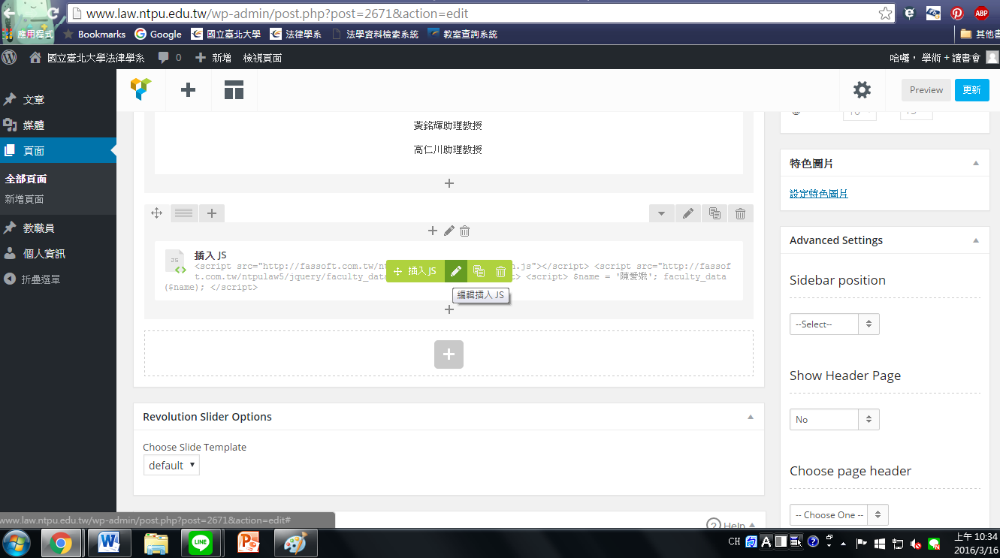 www.law.ntpu.edu.tw/wp-admin/post.php?post=2671&action=edit
ABP
應用程式 Bookmarks Google 國立臺北大學 法律學系 法學資料檢索系統 教室查詢系統 其他書
國立臺北大學法律學系 0 新增 檢視頁面 哈囉， 學術＋讀書會
Preview 更新
文章
媒體
頁面
全部頁面
新增頁面
教職員
個人資訊
折疊選單
黃銘輝助理教授
高仁川助理教授
JS
插入 JS
<script src="http://fassoft.com.tw/nt n.js"></script> <script src="http://fassof
t.com.tw/ntpulaw5/jquery/faculty_data t> <script> $name = '陳愛娥'; faculty_data
($name); </script>
插入 JS
編輯插入 JS
Revolution Slider Options
Choose Slide Template
default
特色圖片
設定特色圖片
Advanced Settings
Sidebar position
--Select--
Show Header Page
No
Choose page header
-- Choose One --
Help
www.law.ntpu.edu.tw/wp-admin/post.php?post=2671&action=edit#
LINE
CH
上午 10:34
2016/3/16